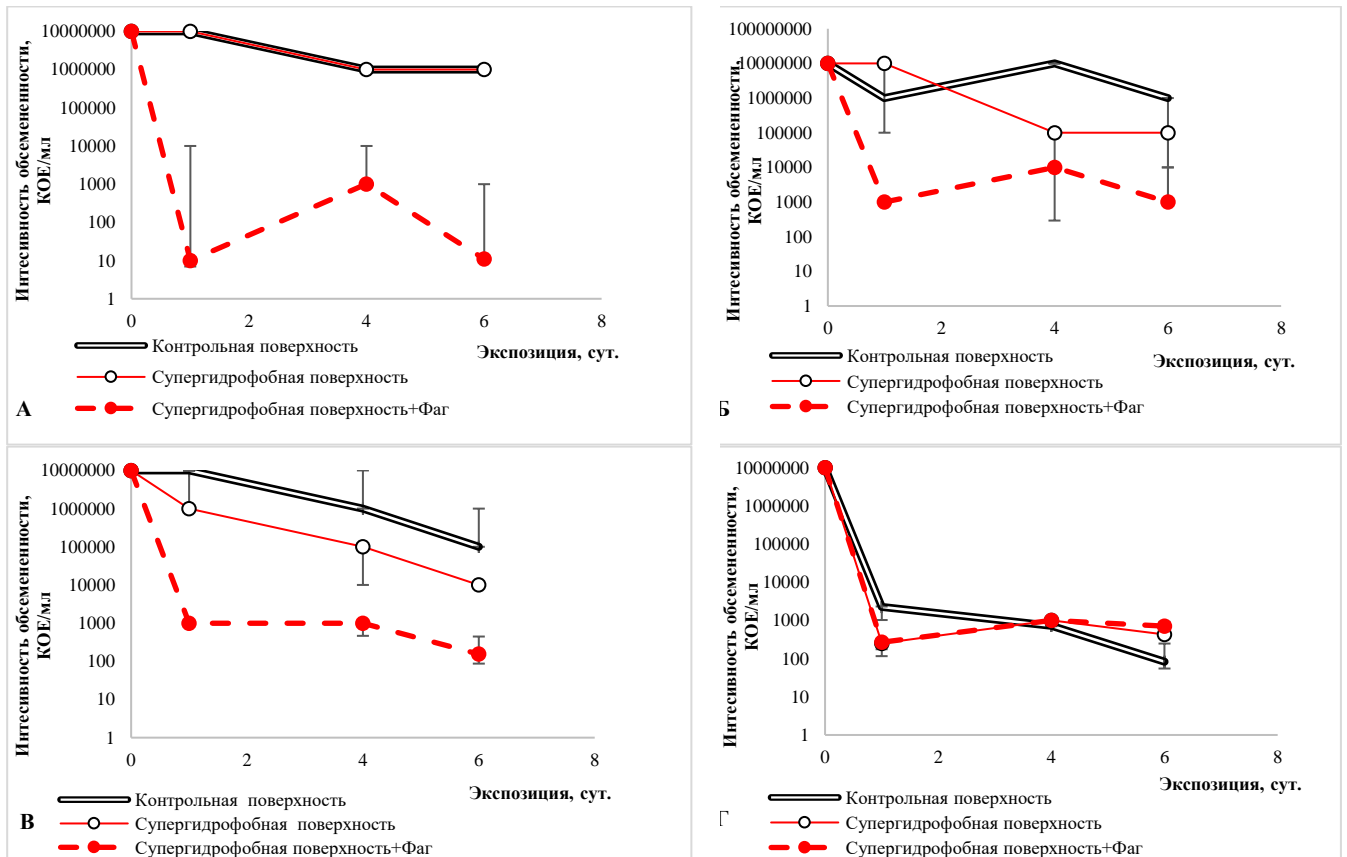 Интесивность обсемененности,
КОЕ/мл
10000000
1000000
100000
10000
1000
100
10
1
0
2
4
6
8
Экспозиция, сут.
Контрольная поверхность
Супергидрофобная поверхность
Супергидрофобная поверхность+Фаг
А
Интесивность обсемененности,
КОЕ/мл
100000000
10000000
1000000
100000
10000
1000
100
10
1
0
2
4
6
8
Экспозиция, сут.
Контрольная поверхность
Супергидрофобная поверхность
Супергидрофобная поверхность+Фаг
Б
Интесивность обсемененности,
КОЕ/мл
10000000
1000000
100000
10000
1000
100
10
1
0
2
4
6
8
Экспозиция, сут.
Контрольная поверхность
Супергидрофобная поверхность
Супергидрофобная поверхность+Фаг
В
Интесивность обсемененности,
КОЕ/мл
10000000
1000000
100000
10000
1000
100
10
1
0
2
4
6
8
Экспозиция, сут.
Контрольная поверхность
Супергидрофобная поверхность
Супергидрофобная поверхность+Фаг
Г